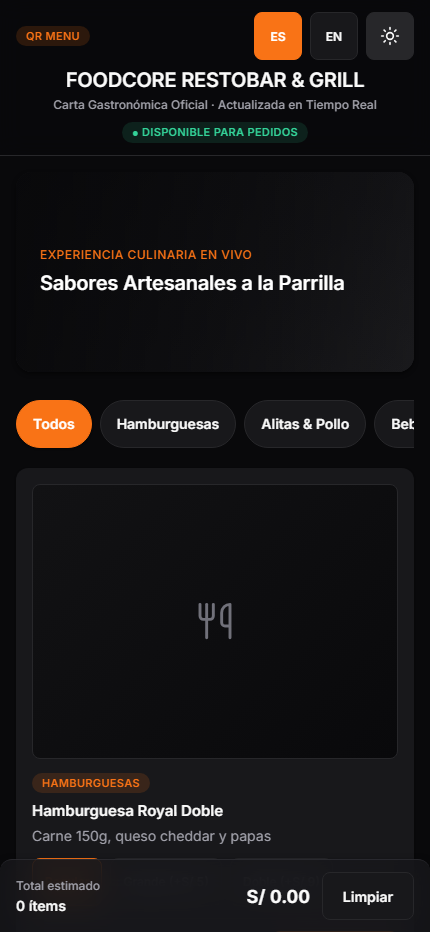 QR MENU
ES
EN
FOODCORE RESTOBAR & GRILL
Carta Gastronómica Oficial · Actualizada en Tiempo Real
● DISPONIBLE PARA PEDIDOS
EXPERIENCIA CULINARIA EN VIVO
Sabores Artesanales a la Parrilla
Todos
Hamburguesas
Alitas & Pollo
HAMBURGUESAS
Hamburguesa Royal Doble
Carne 150g, queso cheddar y papas
Total estimado
0 ítems
S/ 0.00
Limpiar